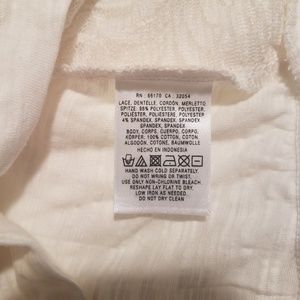 RN 66170 CA 32054
LACE, DENTELLE, CORDÓN, MERLETTO,
SPITZE: 96% POLYESTER, POLYESTER,
POLIÉSTER, POLIESTERE, POLYESTER
4% SPANDEX, SPANDEX, SPANDEX
SPANDEX, SPANDEX
BODY, CORPS, CUERPO, CORPO,
KÖRPER: 100% COTTON, COTON,
ALGODÓN, COTONE, BAUMWOLLE
HECHO EN INDONESIA
HAND WASH COLD SEPARATELY.
DO NOT WRING OR TWIST.
USE ONLY NON-CHLORINE BLEACH.
RESHAPE LAY FLAT TO DRY.
LOW IRON AS NEEDED.
DO NOT DRY CLEAN